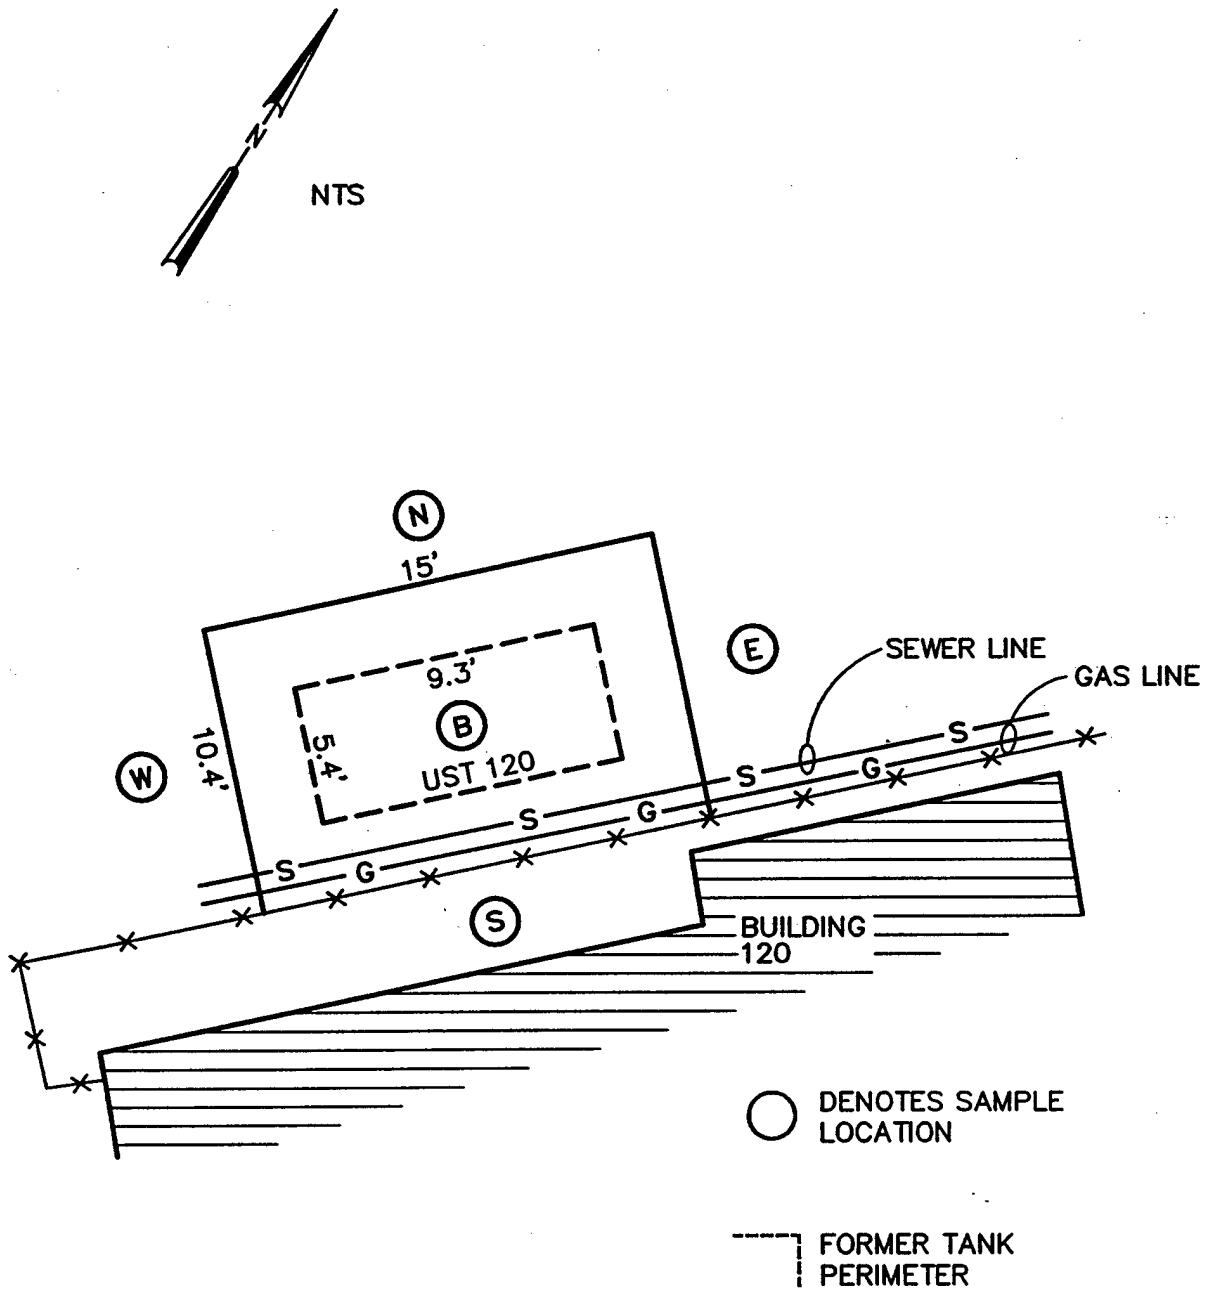 N
NTS
N
15'
E
SEWER LINE
GAS LINE
9.3'
B
UST 120
5.4'
10.4'
W
S
S
G
S
G
S
G
S
BUILDING
120
DENOTES SAMPLE
LOCATION
FORMER TANK
PERIMETER